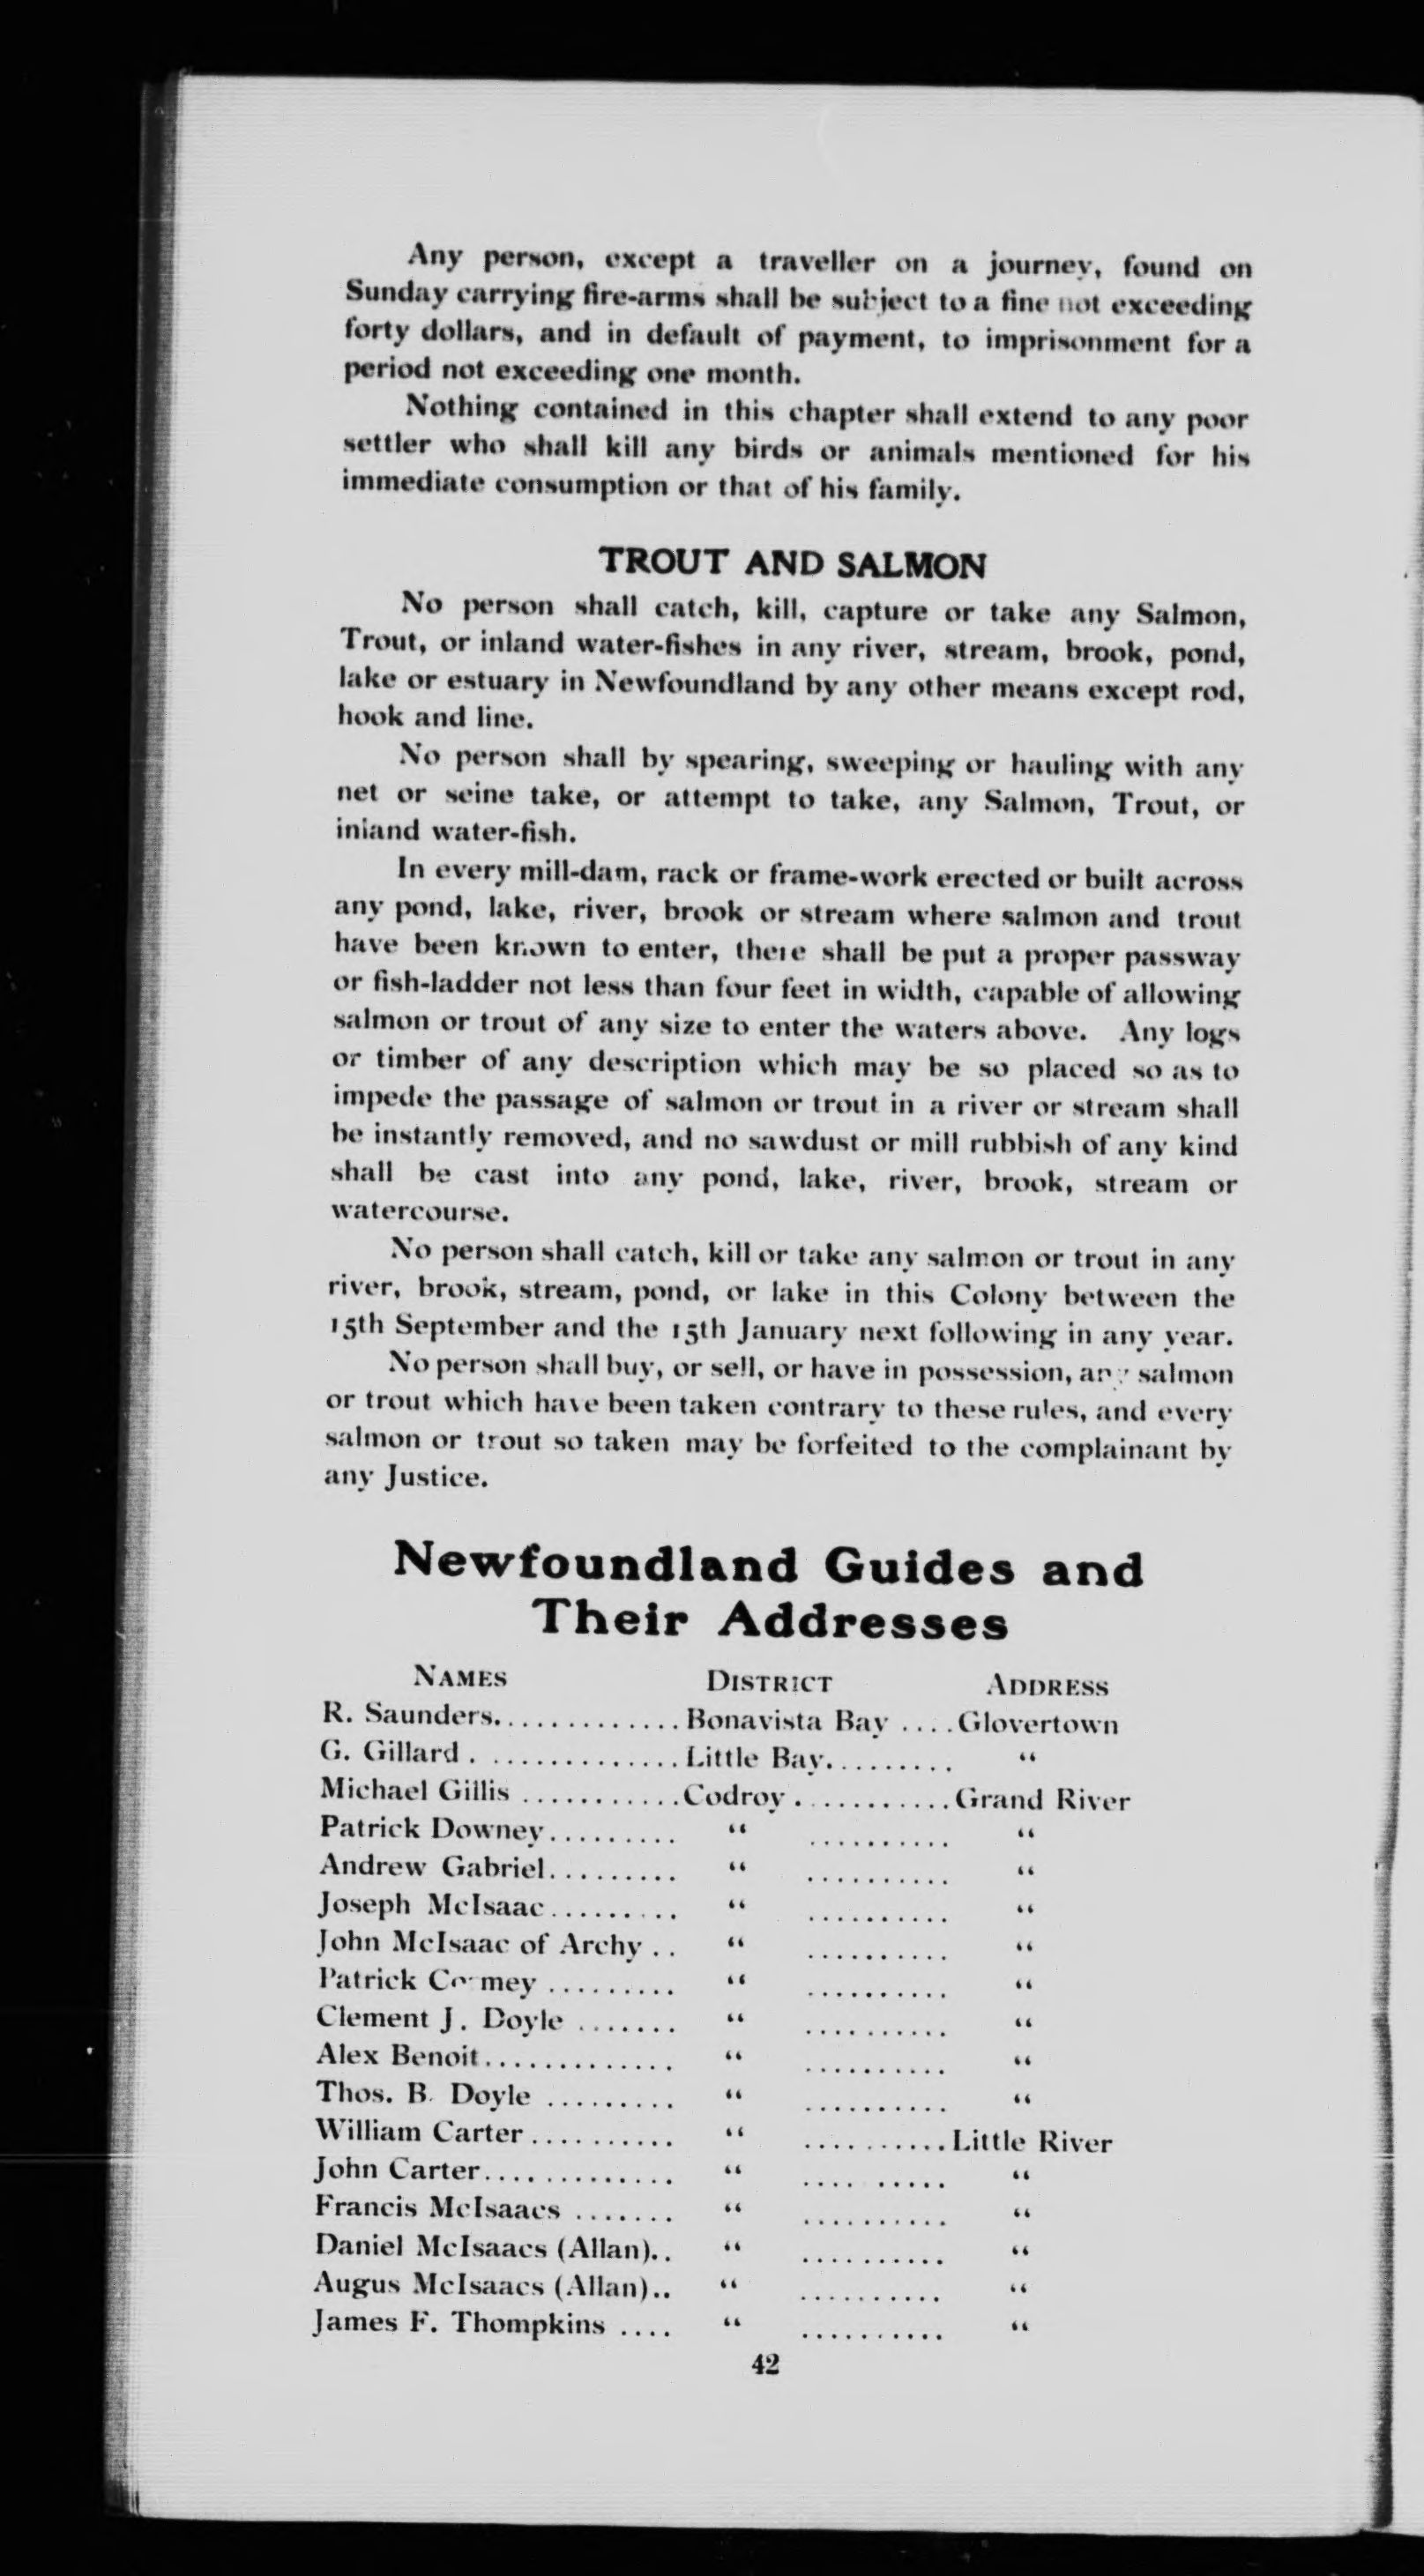 Any person, except a traveller on a journey, found on
Sunday carrying fire-arms shall be subject to a fine not exceeding
forty dollars, and in default of payment, to imprisonment for a
period not exceeding one month.
Nothing contained in this chapter shall extend to any poor
settler who shall kill any birds or animals mentioned for his
immediate consumption or that of his family.
TROUT AND SALMON
No person shall catch, kill, capture or take any Salmon,
Trout, or inland water-fishes in any river, stream, brook, pond,
lake or estuary in Newfoundland by any other means except rod,
hook and line.
No person shall by spearing, sweeping or hauling with any
net or seine take, or attempt to take, any Salmon, Trout, or
inland water-fish.
In every mill-dam, rack or frame-work erected or built across
any pond, lake, river, brook or stream where salmon and trout
have been known to enter, there shall be put a proper passway
or fish-ladder not less than four feet in width, capable of allowing
salmon or trout of any size to enter the waters above. Any logs
or timber of any description which may be so placed so as to
impede the passage of salmon or trout in a river or stream shall
be instantly removed, and no sawdust or mill rubbish of any kind
shall be cast into any pond, lake, river, brook, stream or
watercourse.
No person shall catch, kill or take any salmon or trout in any
river, brook, stream, pond, or lake in this Colony between the
15th September and the 15th January next following in any year.
No person shall buy, or sell, or have in possession, any salmon
or trout which have been taken contrary to these rules, and every
salmon or trout so taken may be forfeited to the complainant by
any Justice.
Newfoundland Guides and
Their Addresses
NAMES DISTRICT ADDRESS
R. Saunders.............Bonavista Bay ....Glovertown
G. Gillard ...............Little Bay......... "
Michael Gillis ...........Codroy ...........Grand River
Patrick Downey......... " .......... "
Andrew Gabriel......... " .......... "
Joseph McIsaac......... " .......... "
John McIsaac of Archy .. " .......... "
Patrick Cormey ......... " .......... "
Clement J. Doyle ....... " .......... "
Alex Benoit............. " .......... "
Thos. B. Doyle ......... " .......... "
William Carter .......... " ..........Little River
John Carter............. " .......... "
Francis McIsaacs ....... " .......... "
Daniel McIsaacs (Allan).. " .......... "
Augus McIsaacs (Allan).. " .......... "
James F. Thompkins .... " .......... "
42